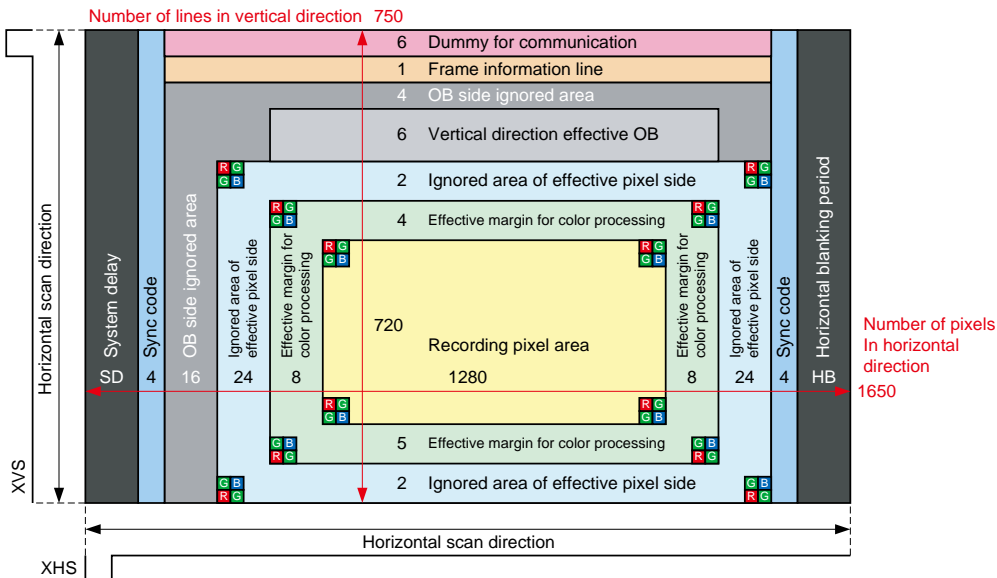 Number of lines in vertical direction 750
6 Dummy for communication
1 Frame information line
4 OB side ignored area
6 Vertical direction effective OB
R G R G
G B G B
2 Ignored area of effective pixel side
R G R G
G B G B
4 Effective margin for color processing
R G R G
G B G B
Horizontal scan direction
System delay
SD
Sync code
4
OB side ignored area
16
Ignored area of
effective pixel side
24
Effective margin for
color processing
8
720
Recording pixel area
1280
Effective margin for
color processing
8
Ignored area of
effective pixel side
24
Sync code
4
Horizontal blanking period
HB
Number of pixels
In horizontal
direction
1650
R G R G
G B G B
5 Effective margin for color processing
G B G B
R G R G
2 Ignored area of effective pixel side
G B G B
R G R G
XVS
Horizontal scan direction
XHS